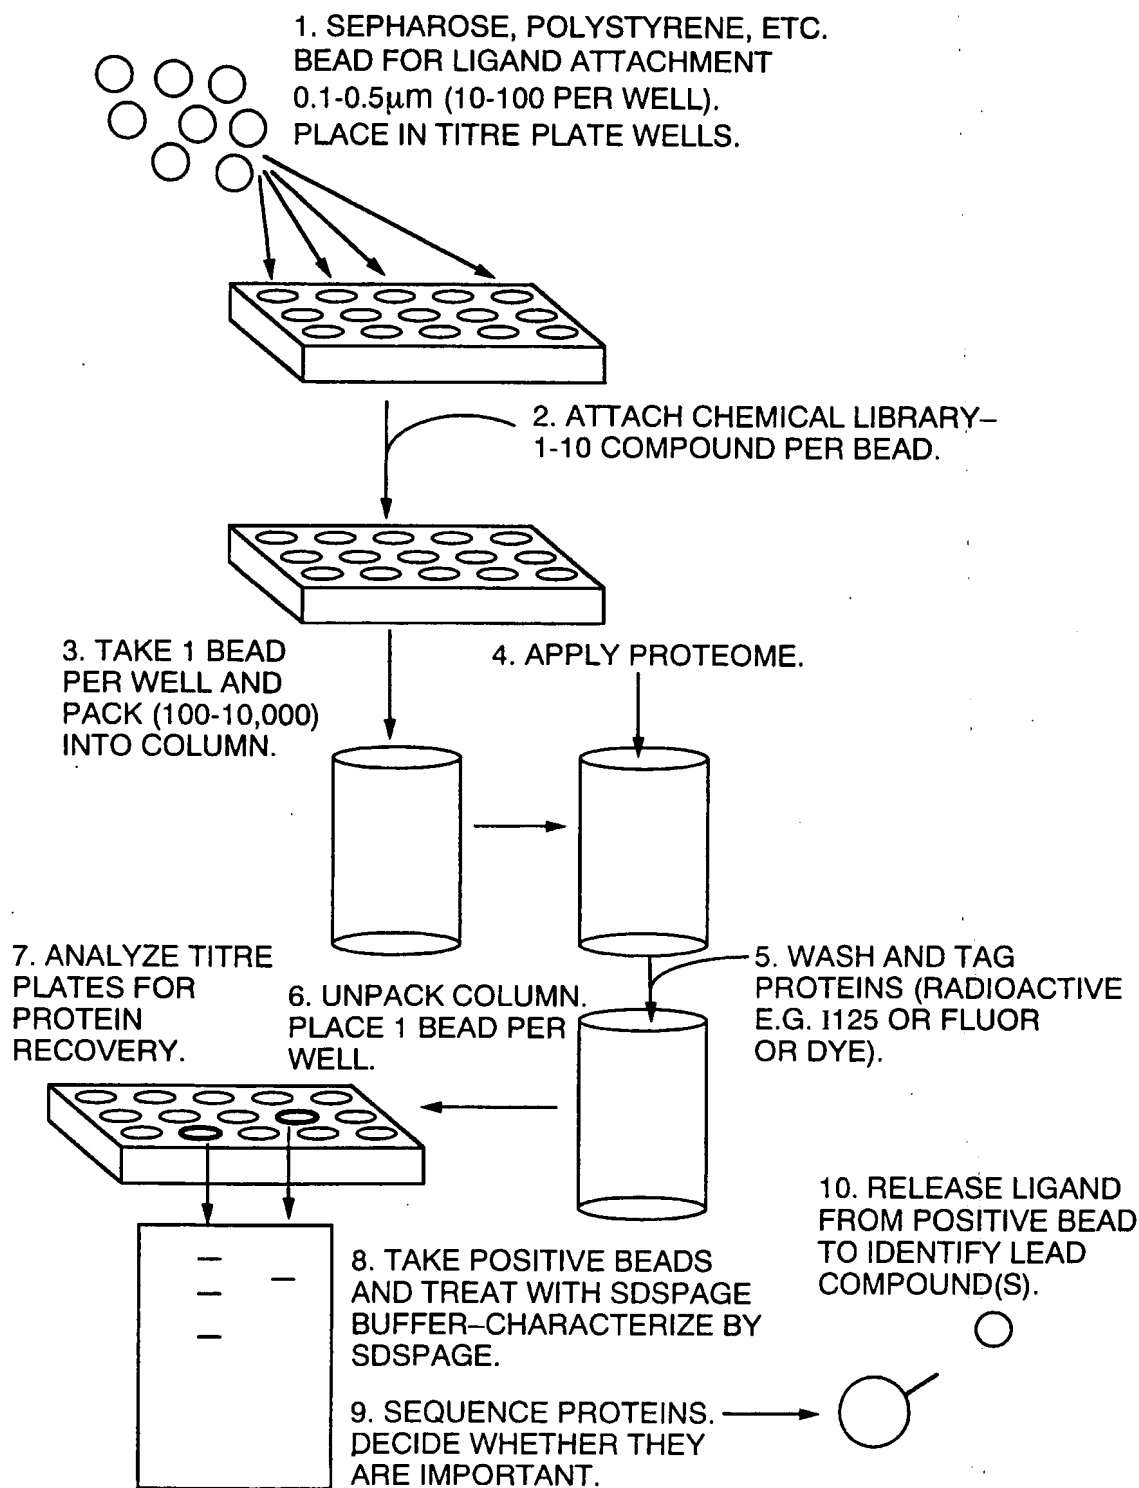 1. SEPHAROSE, POLYSTYRENE, ETC.
BEAD FOR LIGAND ATTACHMENT
0.1-0.5μm (10-100 PER WELL).
PLACE IN TITRE PLATE WELLS.
2. ATTACH CHEMICAL LIBRARY–
1-10 COMPOUND PER BEAD.
3. TAKE 1 BEAD
PER WELL AND
PACK (100-10,000)
INTO COLUMN.
4. APPLY PROTEOME.
5. WASH AND TAG
PROTEINS (RADIOACTIVE
E.G. I125 OR FLUOR
OR DYE).
6. UNPACK COLUMN.
PLACE 1 BEAD PER
WELL.
7. ANALYZE TITRE
PLATES FOR
PROTEIN
RECOVERY.
8. TAKE POSITIVE BEADS
AND TREAT WITH SDSPAGE
BUFFER–CHARACTERIZE BY
SDSPAGE.
9. SEQUENCE PROTEINS.
DECIDE WHETHER THEY
ARE IMPORTANT.
10. RELEASE LIGAND
FROM POSITIVE BEAD
TO IDENTIFY LEAD
COMPOUND(S).